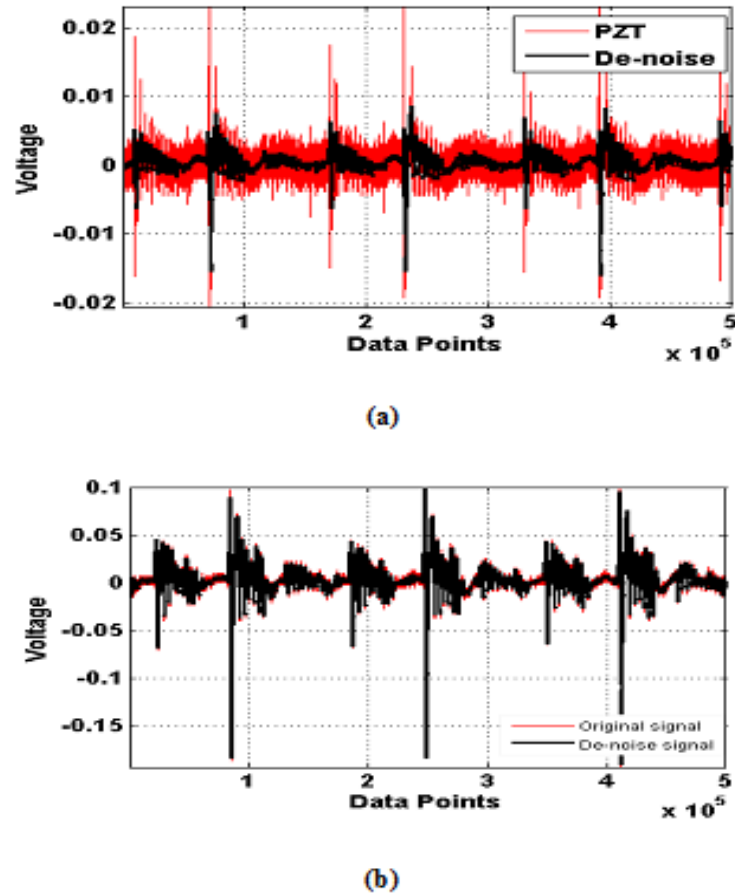 0.02
PZT
De-noise
0.01
Voltage
0
-0.01
-0.02
1 2 3 4 5
Data Points
x 10^5
(a)
0.1
0.05
0
Voltage
-0.05
-0.1
-0.15
Original signal
De-noise signal
1 2 3 4 5
Data Points
x 10^5
(b)